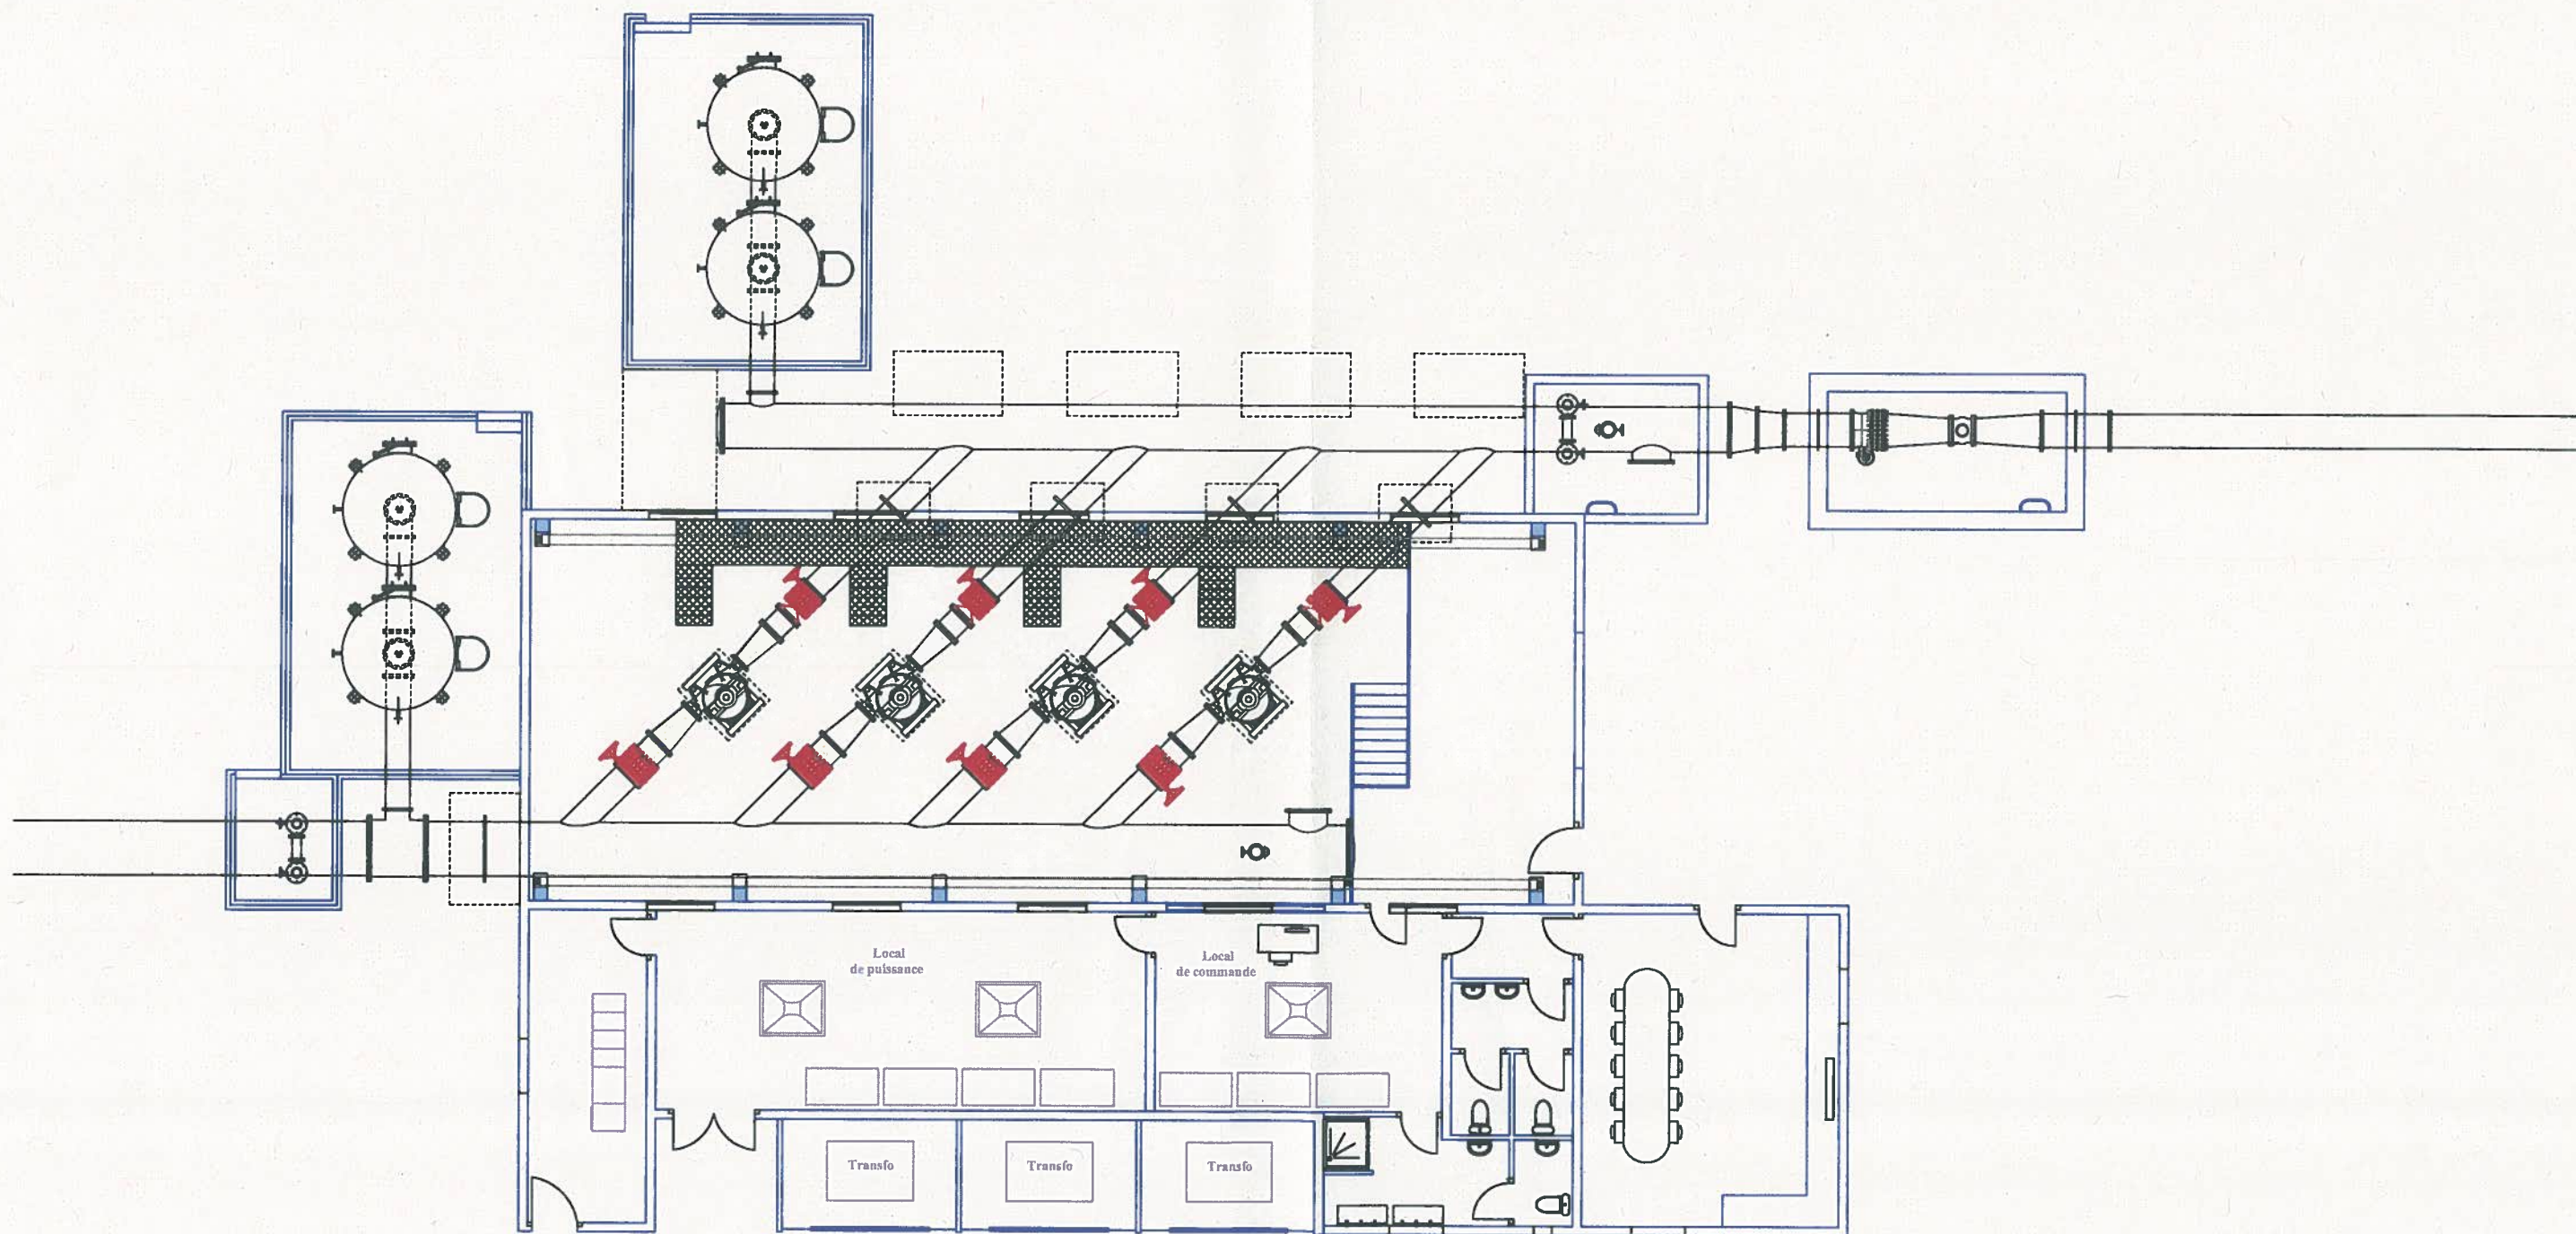 Local
de puissance
Local
de commande
Transfo
Transfo
Transfo